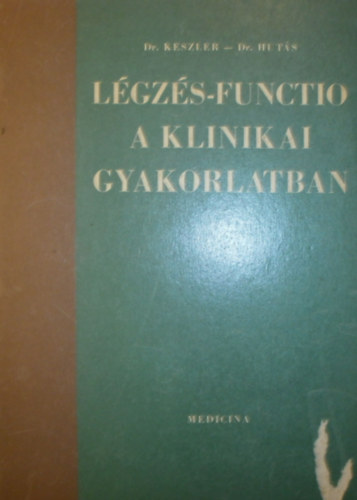 Dr. KESZLER — Dr. HUTÁS
LÉGZÉS-FUNCTIO
A KLINIKAI
GYAKORLATBAN
MEDICINA